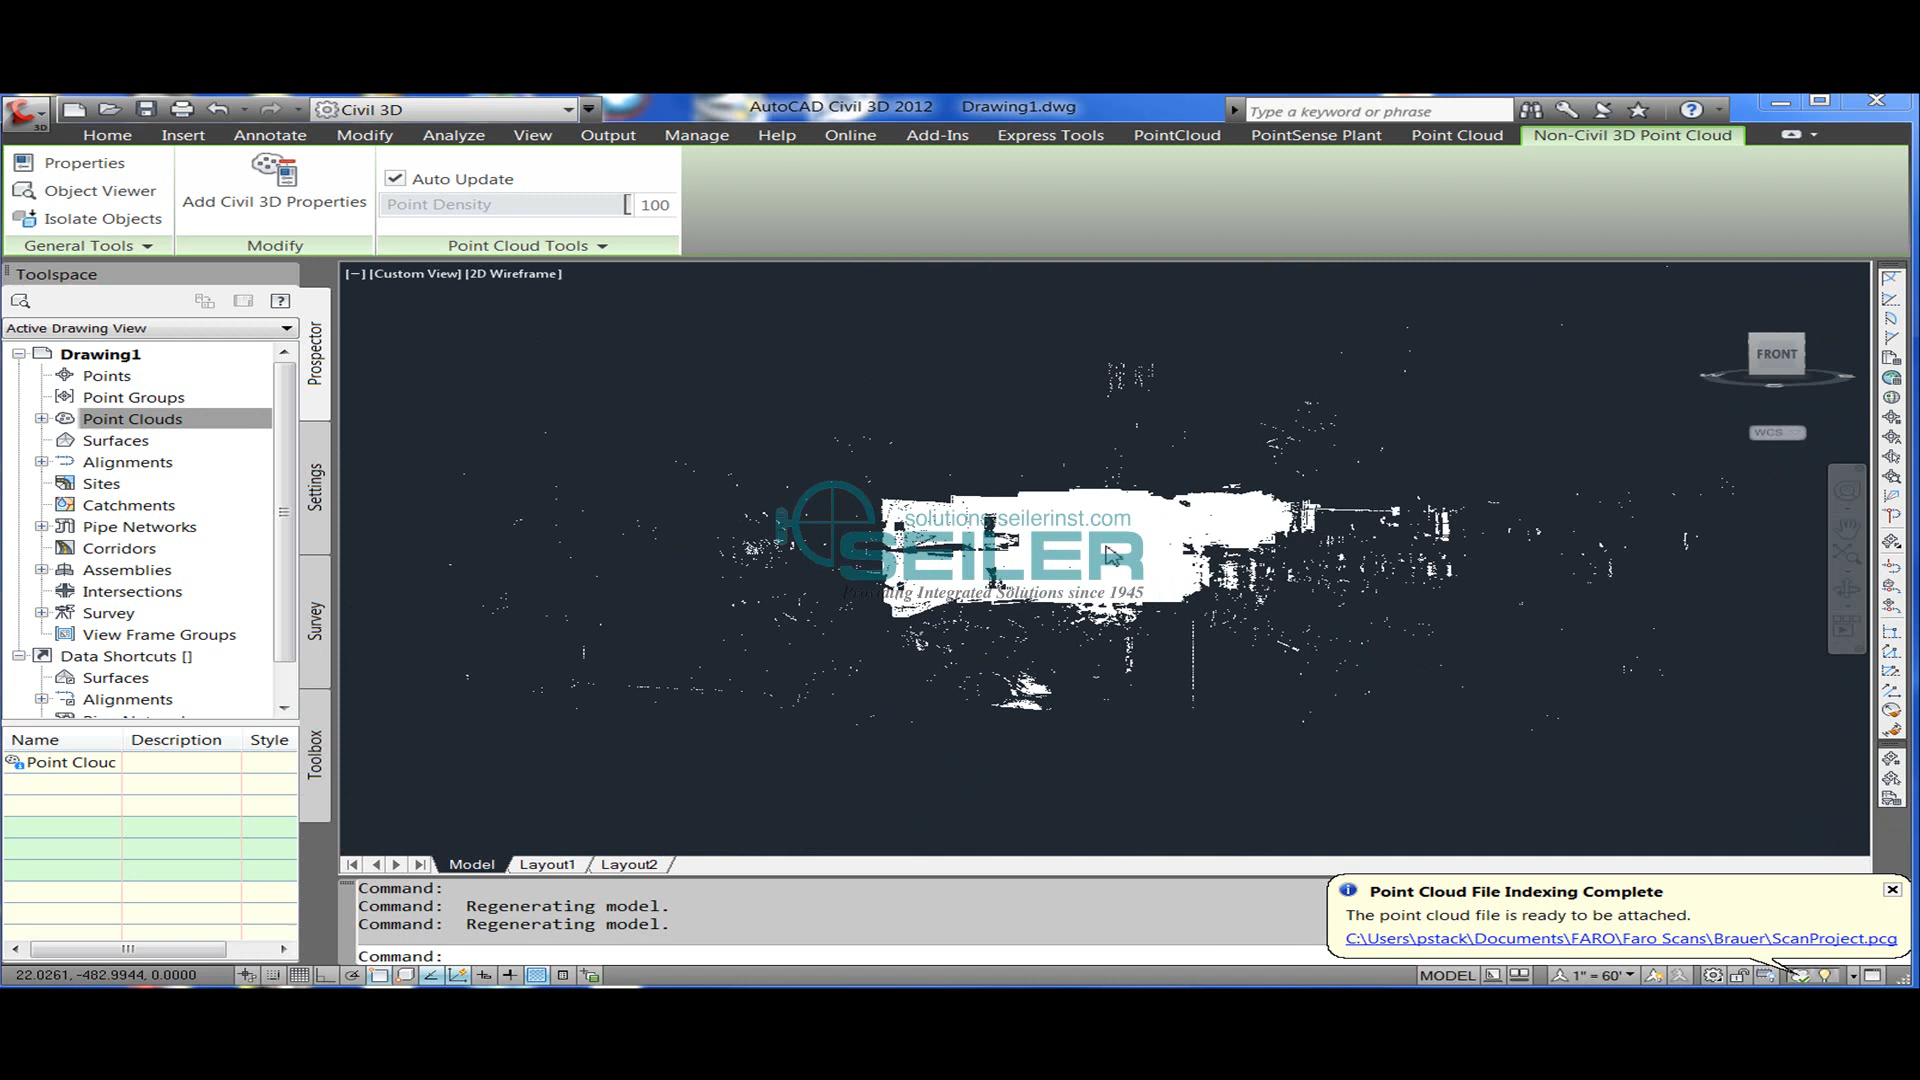 Civil 3D
AutoCAD Civil 3D 2012 Drawing1.dwg
Type a keyword or phrase
3D
Home Insert Annotate Modify Analyze View Output Manage Help Online Add-Ins Express Tools PointCloud PointSense Plant Point Cloud Non-Civil 3D Point Cloud
Properties
Object Viewer
Isolate Objects
General Tools
Add Civil 3D Properties
Modify
Auto Update
Point Density 100
Point Cloud Tools
Toolspace
Active Drawing View
Drawing1
Points
Point Groups
Point Clouds
Surfaces
Alignments
Sites
Catchments
Pipe Networks
Corridors
Assemblies
Intersections
Survey
View Frame Groups
Data Shortcuts []
Surfaces
Alignments
Prospector
Settings
Survey
Toolbox
Name Description Style
Point Clouc
[−] [Custom View] [2D Wireframe]
FRONT
WCS
solutions.seilerinst.com
SEILER
Providing Integrated Solutions since 1945
Model Layout1 Layout2
Command:
Command: Regenerating model.
Command: Regenerating model.
Command:
Point Cloud File Indexing Complete
The point cloud file is ready to be attached.
C:\Users\pstack\Documents\FARO\Faro Scans\Brauer\ScanProject.pcg
22.0261, -482.9944, 0.0000
MODEL
1" = 60'